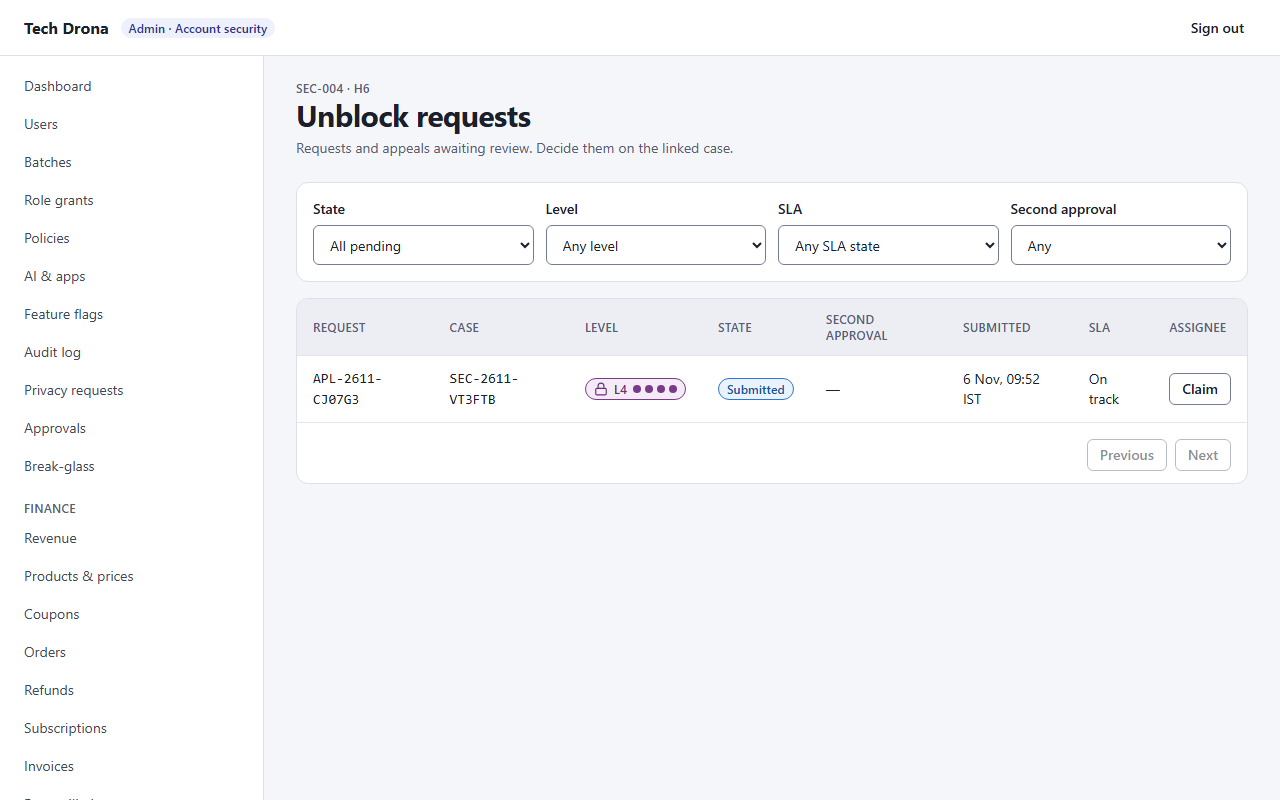 Tech Drona
Admin · Account security
Sign out
Dashboard
Users
Batches
Role grants
Policies
AI & apps
Feature flags
Audit log
Privacy requests
Approvals
Break-glass
FINANCE
Revenue
Products & prices
Coupons
Orders
Refunds
Subscriptions
Invoices
SEC-004 · H6
Unblock requests
Requests and appeals awaiting review. Decide them on the linked case.
State
Level
SLA
Second approval
All pending
Any level
Any SLA state
Any
REQUEST
CASE
LEVEL
STATE
SECOND
APPROVAL
SUBMITTED
SLA
ASSIGNEE
APL-2611-
CJ07G3
SEC-2611-
VT3FTB
L4
Submitted
—
6 Nov, 09:52
IST
On
track
Claim
Previous
Next